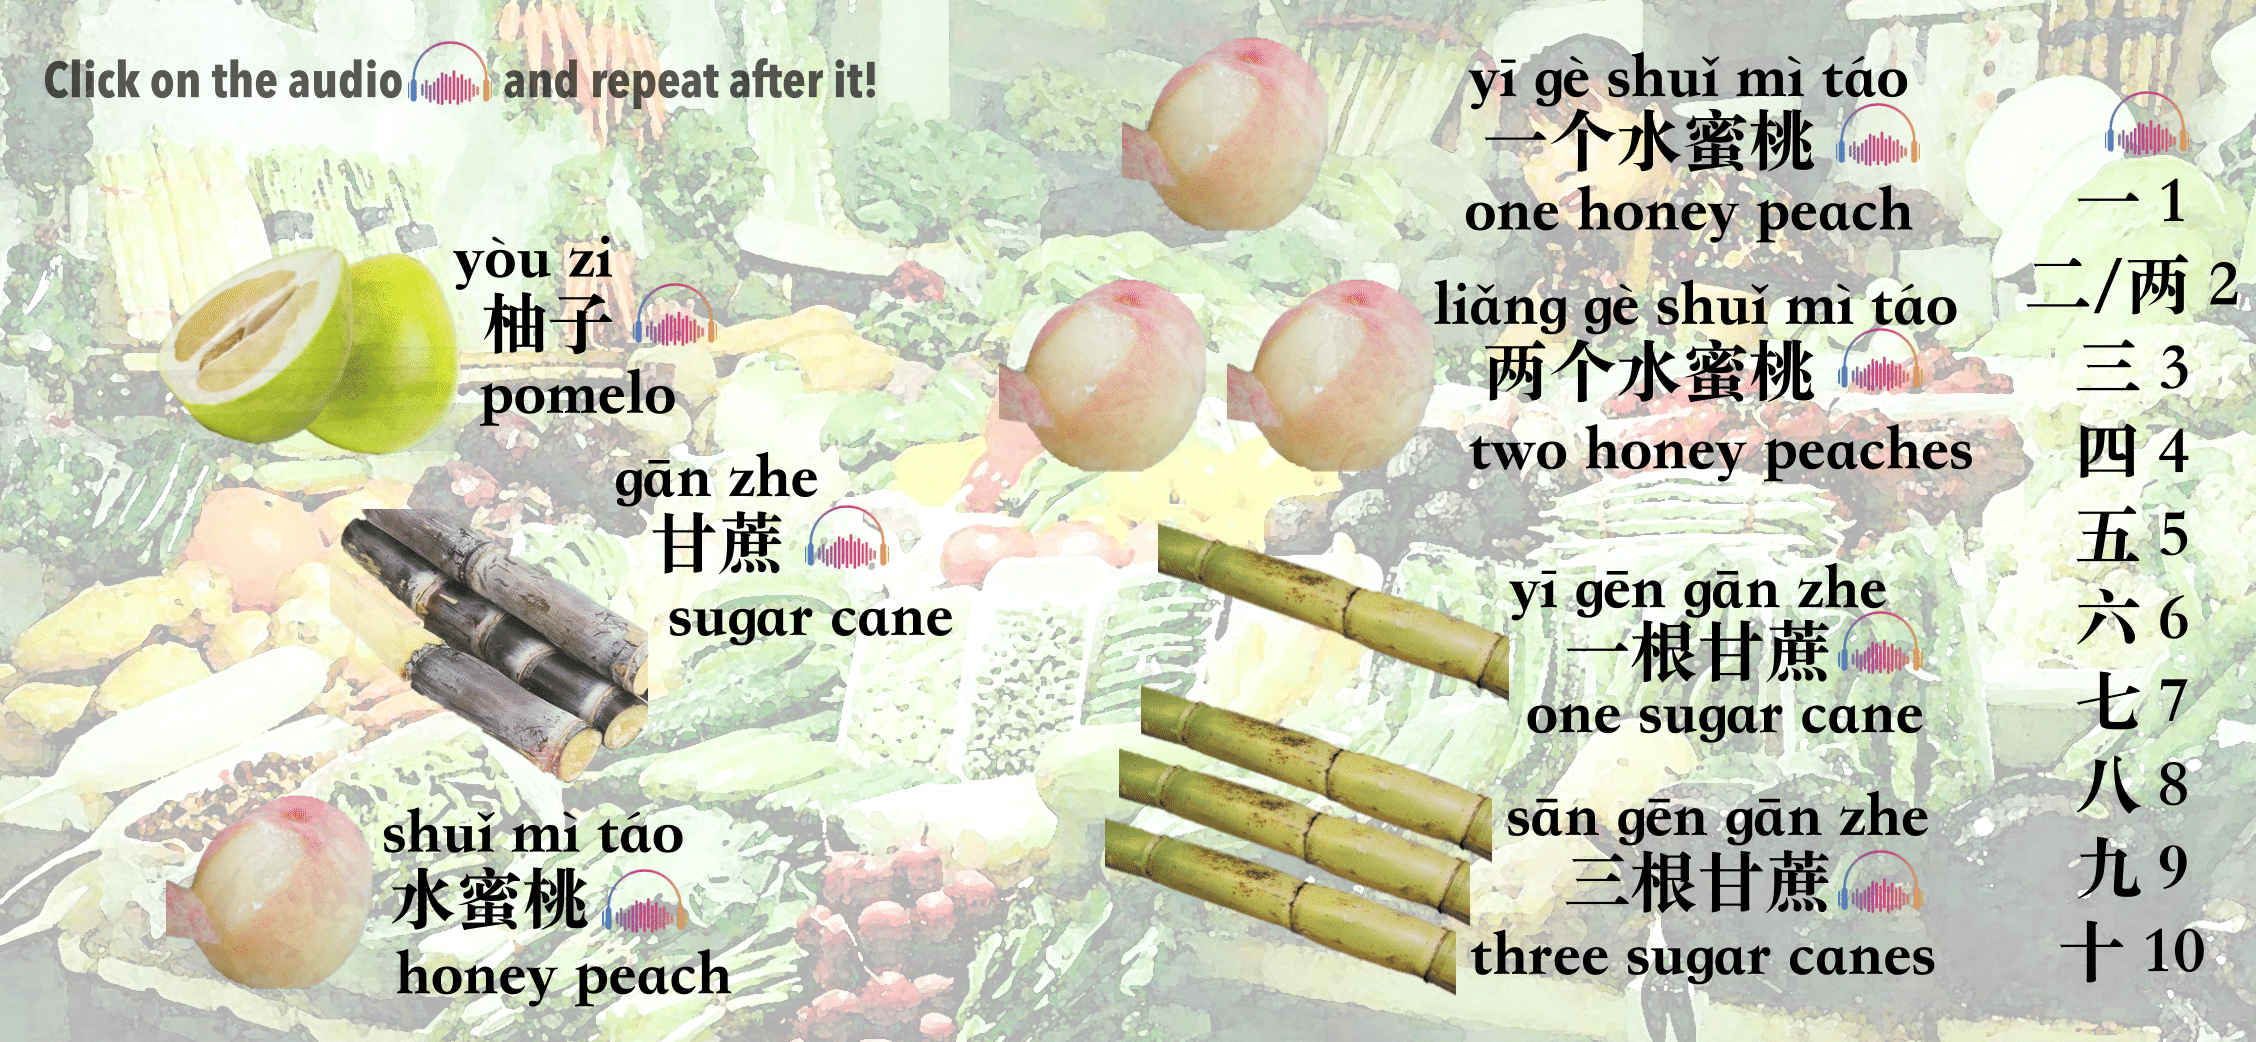 Click on the audio and repeat after it!
yòu zi
柚子
pomelo
gān zhe
甘蔗
sugar cane
shuǐ mì táo
水蜜桃
honey peach
yī gè shuǐ mì táo
一个水蜜桃
one honey peach
liǎng gè shuǐ mì táo
两个水蜜桃
two honey peaches
yī gēn gān zhe
一根甘蔗
one sugar cane
sān gēn gān zhe
三根甘蔗
three sugar canes
一 1
二/两 2
三 3
四 4
五 5
六 6
七 7
八 8
九 9
十 10